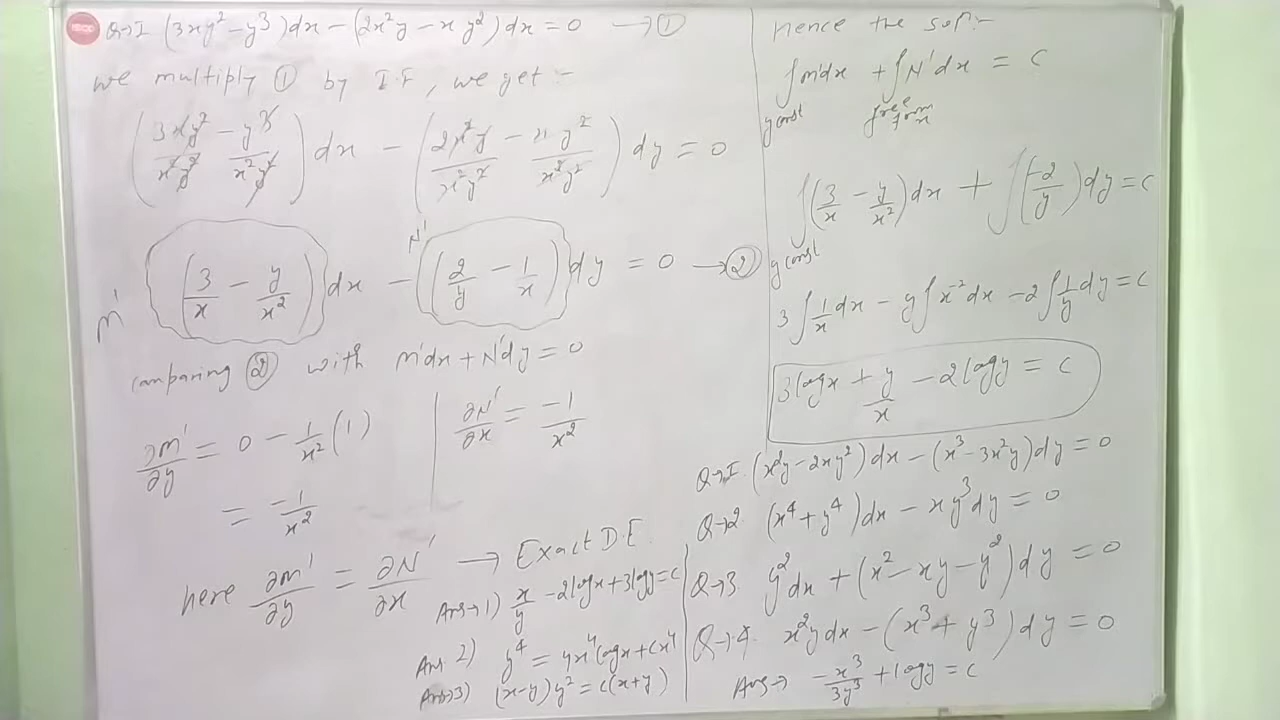 Q→I (3xy² - y³)dx - (2x²y - xy²)dx = 0 → ①
we multiply ① by I.F, we get :-
(3xy²/x²y² - y³/x²y²) dx - (2x²y/x²y² - xy²/x²y²) dy = 0
M' (3/x - y/x²) dx - N' (2/y - 1/x) dy = 0 → ②
comparing ② with M'dx + N'dy = 0
∂M'/∂y = 0 - 1/x² (1)
∂N'/∂x = -1/x²
= -1/x²
here ∂M'/∂y = ∂N'/∂x → Exact D.E.
Ans→1) x/y - 2logx + 3logy = c
Ans 2) y⁴ = 4x⁴logx + cx⁴
Ans→3) (x-y)y² = c(x+y)
Hence the sol :-
∫M'dx + ∫N'dx = c
y const free from x
∫(3/x - y/x²)dx + ∫(-2/y)dy = c
y const
3∫1/x dx - y∫x⁻²dx - 2∫1/y dy = c
3logx + y/x - 2logy = c
Q→I. (x²y - 2xy²)dx - (x³ - 3x²y)dy = 0
Q→2 (x⁴ + y⁴)dx - xy³dy = 0
Q→3 y²dx + (x² - xy - y²)dy = 0
Q→4. x²ydx - (x³ + y³)dy = 0
Ans→ -x³/3y³ + logy = c